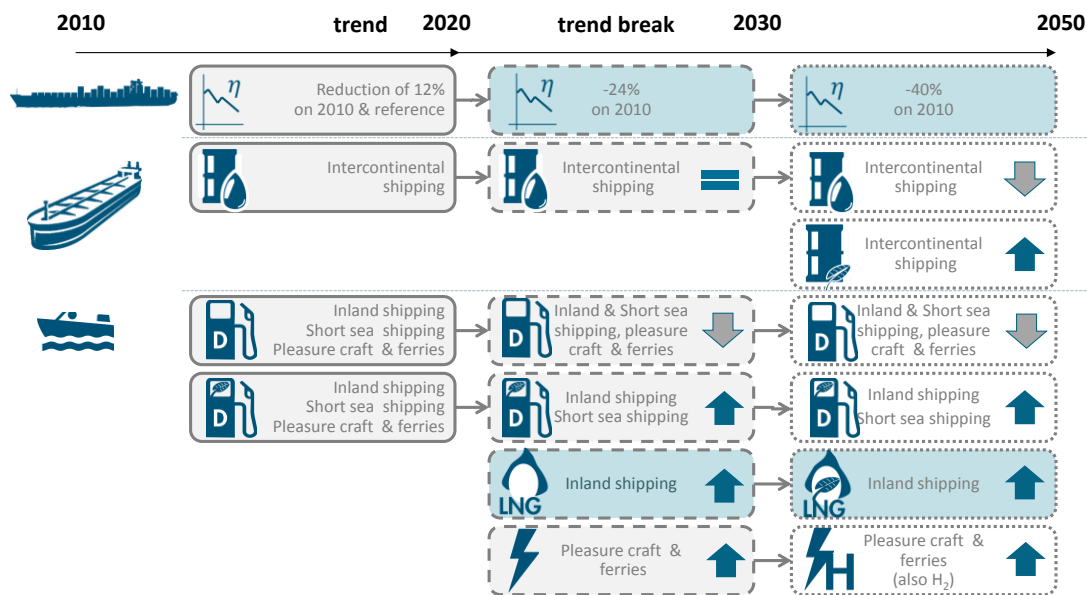 2010 trend 2020 trend break 2030 2050
η Reduction of 12% on 2010 & reference
η -24% on 2010
η -40% on 2010
Intercontinental
shipping
Intercontinental
shipping
Intercontinental
shipping
Intercontinental
shipping
D
Inland shipping
Short sea shipping
Pleasure craft & ferries
D
Inland & Short sea
shipping, pleasure
craft & ferries
D
Inland & Short sea
shipping, pleasure
craft & ferries
D
Inland shipping
Short sea shipping
Pleasure craft & ferries
D
Inland shipping
Short sea shipping
D
Inland shipping
Short sea shipping
LNG
Inland shipping
LNG
Inland shipping
Pleasure craft &
ferries
H
Pleasure craft &
ferries
(also H₂)